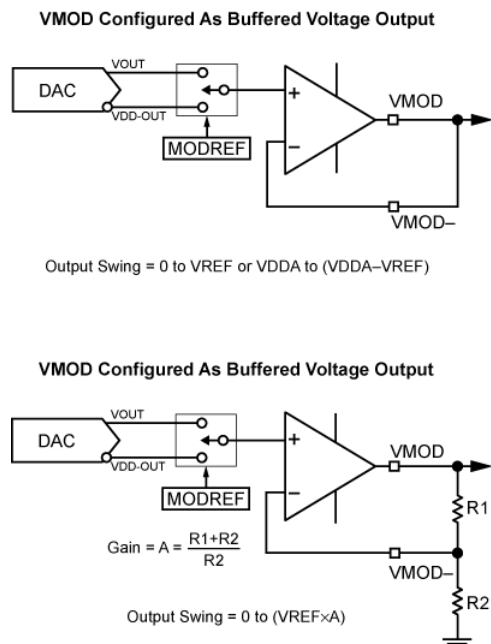 VMOD Configured As Buffered Voltage Output
VOUT
DAC
VDD-OUT
MODREF
+
−
VMOD
VMOD–
Output Swing = 0 to VREF or VDDA to (VDDA–VREF)
VMOD Configured As Buffered Voltage Output
VOUT
DAC
VDD-OUT
MODREF
+
−
VMOD
R1
Gain = A = R1+R2
R2
VMOD–
R2
Output Swing = 0 to (VREF×A)